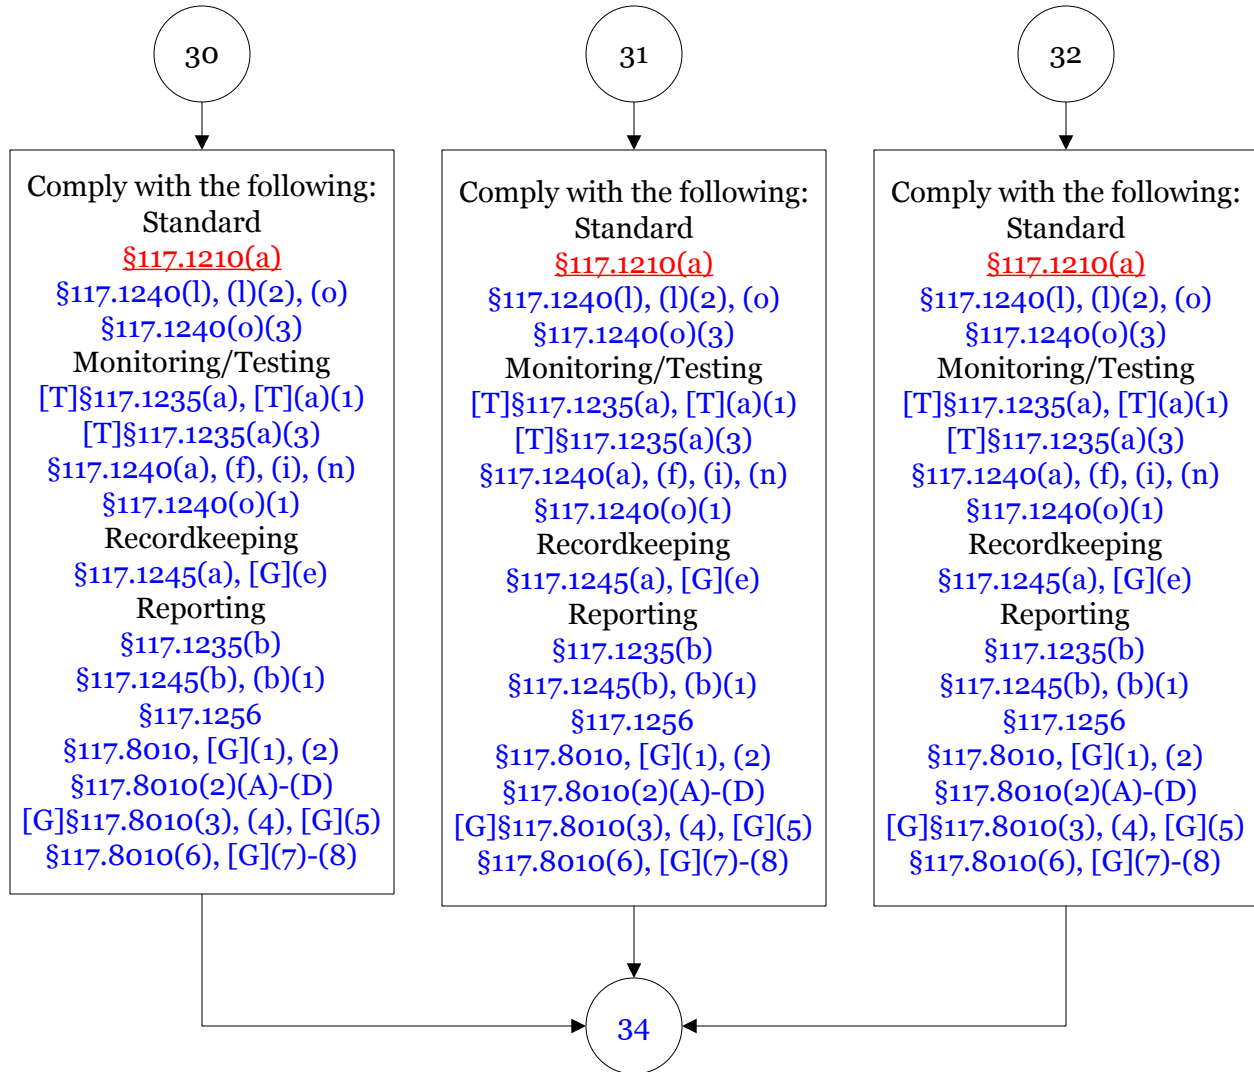 30
31
32
Comply with the following:
Standard
§117.1210(a)
§117.1240(l), (l)(2), (o)
§117.1240(o)(3)
Monitoring/Testing
[T]§117.1235(a), [T](a)(1)
[T]§117.1235(a)(3)
§117.1240(a), (f), (i), (n)
§117.1240(o)(1)
Recordkeeping
§117.1245(a), [G](e)
Reporting
§117.1235(b)
§117.1245(b), (b)(1)
§117.1256
§117.8010, [G](1), (2)
§117.8010(2)(A)-(D)
[G]§117.8010(3), (4), [G](5)
§117.8010(6), [G](7)-(8)
Comply with the following:
Standard
§117.1210(a)
§117.1240(l), (l)(2), (o)
§117.1240(o)(3)
Monitoring/Testing
[T]§117.1235(a), [T](a)(1)
[T]§117.1235(a)(3)
§117.1240(a), (f), (i), (n)
§117.1240(o)(1)
Recordkeeping
§117.1245(a), [G](e)
Reporting
§117.1235(b)
§117.1245(b), (b)(1)
§117.1256
§117.8010, [G](1), (2)
§117.8010(2)(A)-(D)
[G]§117.8010(3), (4), [G](5)
§117.8010(6), [G](7)-(8)
Comply with the following:
Standard
§117.1210(a)
§117.1240(l), (l)(2), (o)
§117.1240(o)(3)
Monitoring/Testing
[T]§117.1235(a), [T](a)(1)
[T]§117.1235(a)(3)
§117.1240(a), (f), (i), (n)
§117.1240(o)(1)
Recordkeeping
§117.1245(a), [G](e)
Reporting
§117.1235(b)
§117.1245(b), (b)(1)
§117.1256
§117.8010, [G](1), (2)
§117.8010(2)(A)-(D)
[G]§117.8010(3), (4), [G](5)
§117.8010(6), [G](7)-(8)
34